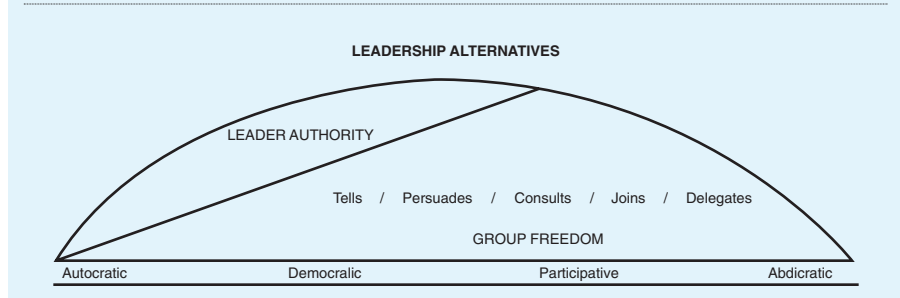 LEADERSHIP ALTERNATIVES
LEADER AUTHORITY
Tells / Persuades / Consults / Joins / Delegates
GROUP FREEDOM
Autocratic Democralic Participative Abdicratic